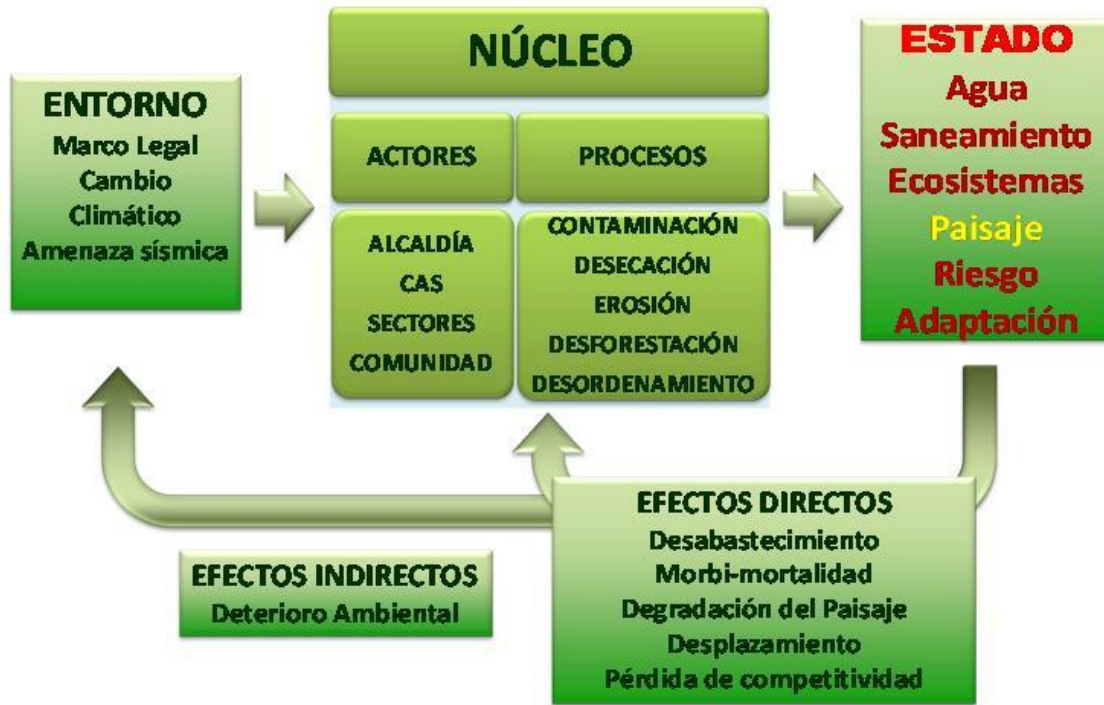 ENTORNO
Marco Legal
Cambio
Climático
Amenaza sísmica
NÚCLEO
ACTORES
ALCALDÍA
CAS
SECTORES
COMUNIDAD
PROCESOS
CONTAMINACIÓN
DESECACIÓN
EROSIÓN
DESFORESTACIÓN
DESORDENAMIENTO
ESTADO
Agua
Saneamiento
Ecosistemas
Paisaje
Riesgo
Adaptación
EFECTOS INDIRECTOS
Deterioro Ambiental
EFECTOS DIRECTOS
Desabastecimiento
Morbi-mortalidad
Degradación del Paisaje
Desplazamiento
Pérdida de competitividad